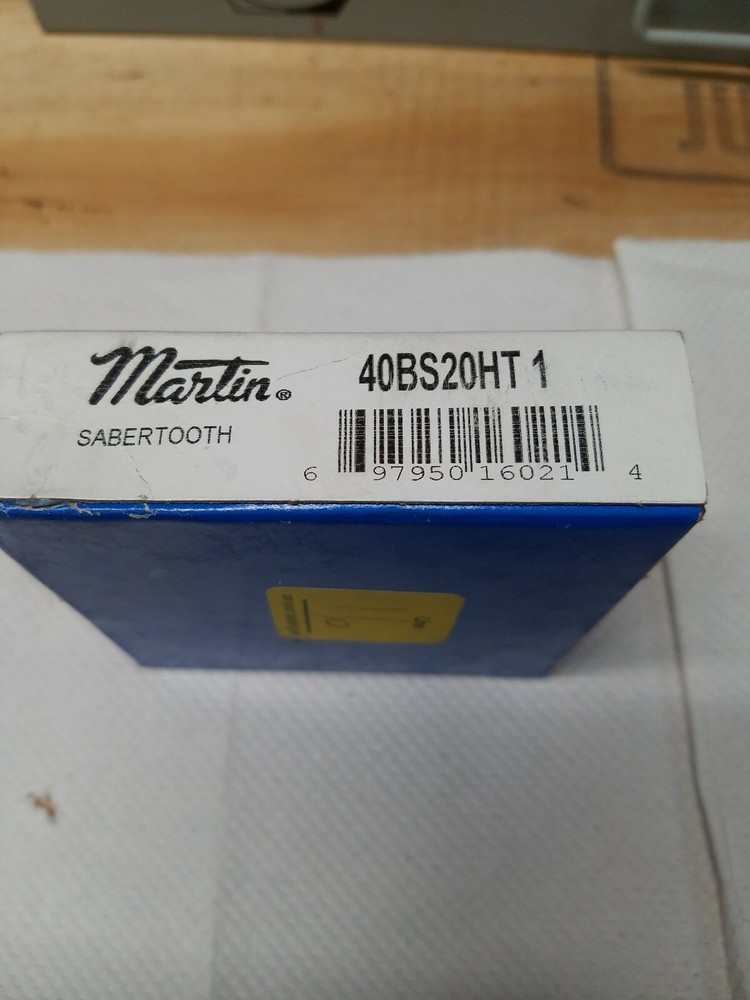 Martin®
40BS20HT 1
SABERTOOTH
6 97950 16021 4